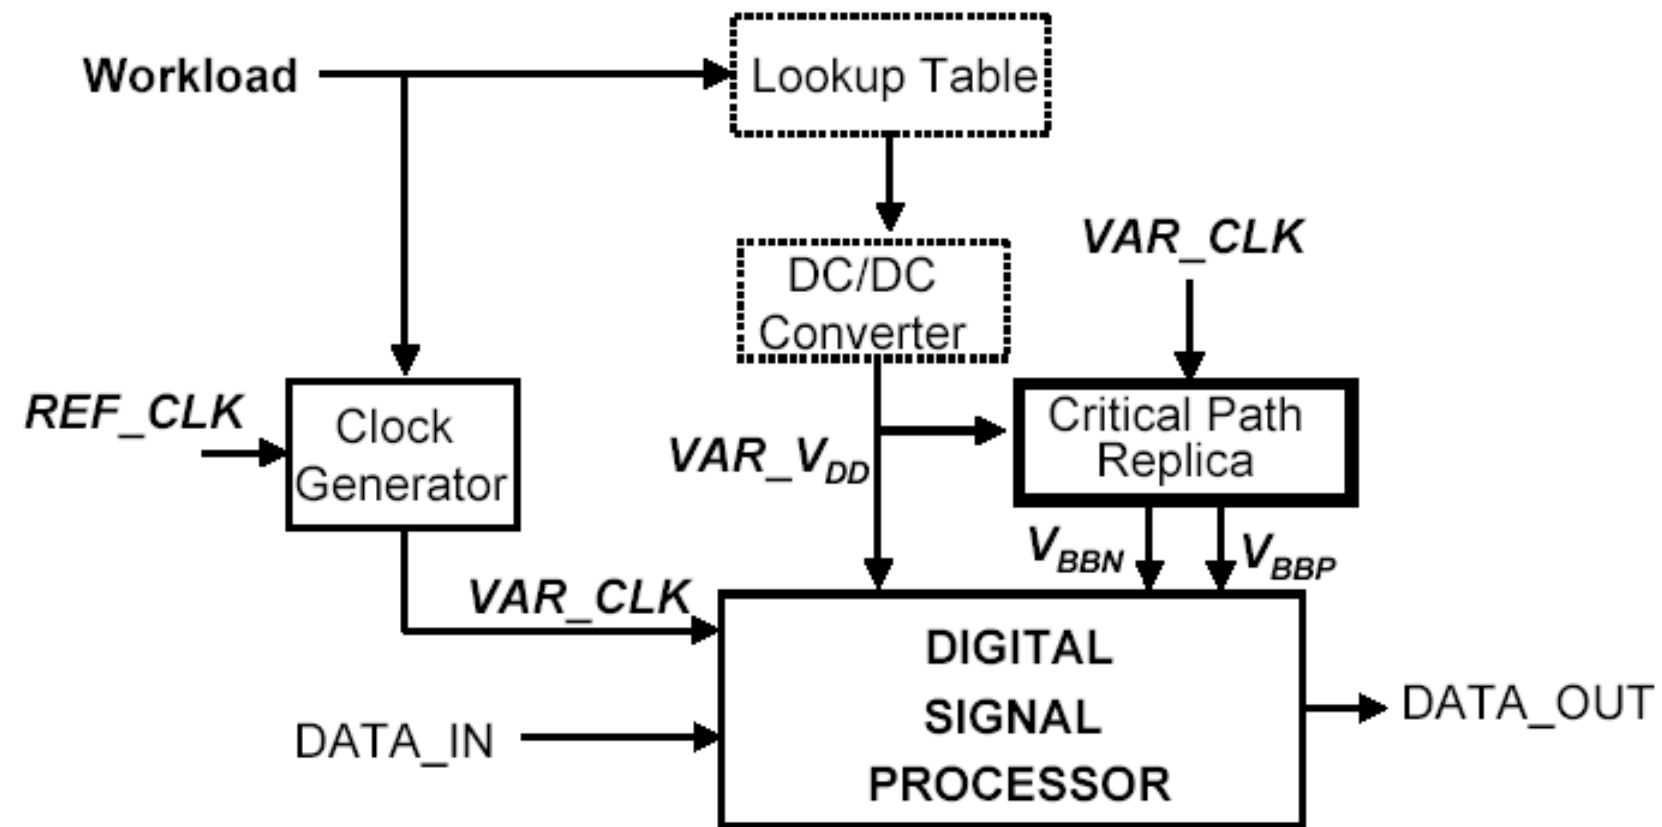 Workload
Lookup Table
VAR_CLK
DC/DC
Converter
REF_CLK
Clock
Generator
VAR_VDD
Critical Path
Replica
VBBN
VBBP
VAR_CLK
DIGITAL
SIGNAL
PROCESSOR
DATA_IN
DATA_OUT